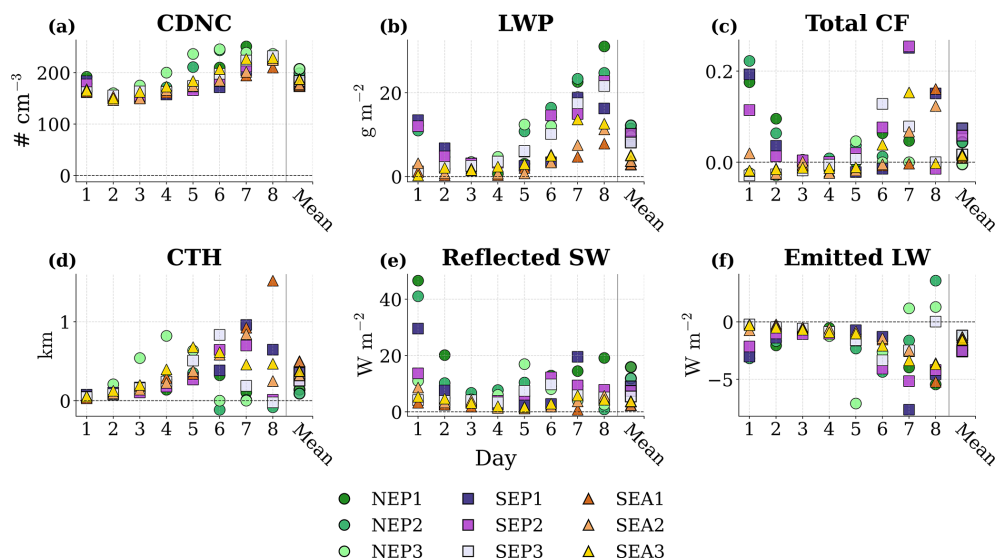 (a) CDNC
(b) LWP
(c) Total CF
# cm⁻³
200
100
0
1 2 3 4 5 6 7 8 Mean
g m⁻²
20
0
1 2 3 4 5 6 7 8 Mean
0.2
0.0
1 2 3 4 5 6 7 8 Mean
(d) CTH
(e) Reflected SW
(f) Emitted LW
km
1
0
1 2 3 4 5 6 7 8 Mean
W m⁻²
40
20
0
1 2 3 4 5 6 7 8 Mean
W m⁻²
0
−5
1 2 3 4 5 6 7 8 Mean
Day
NEP1 SEP1 SEA1
NEP2 SEP2 SEA2
NEP3 SEP3 SEA3